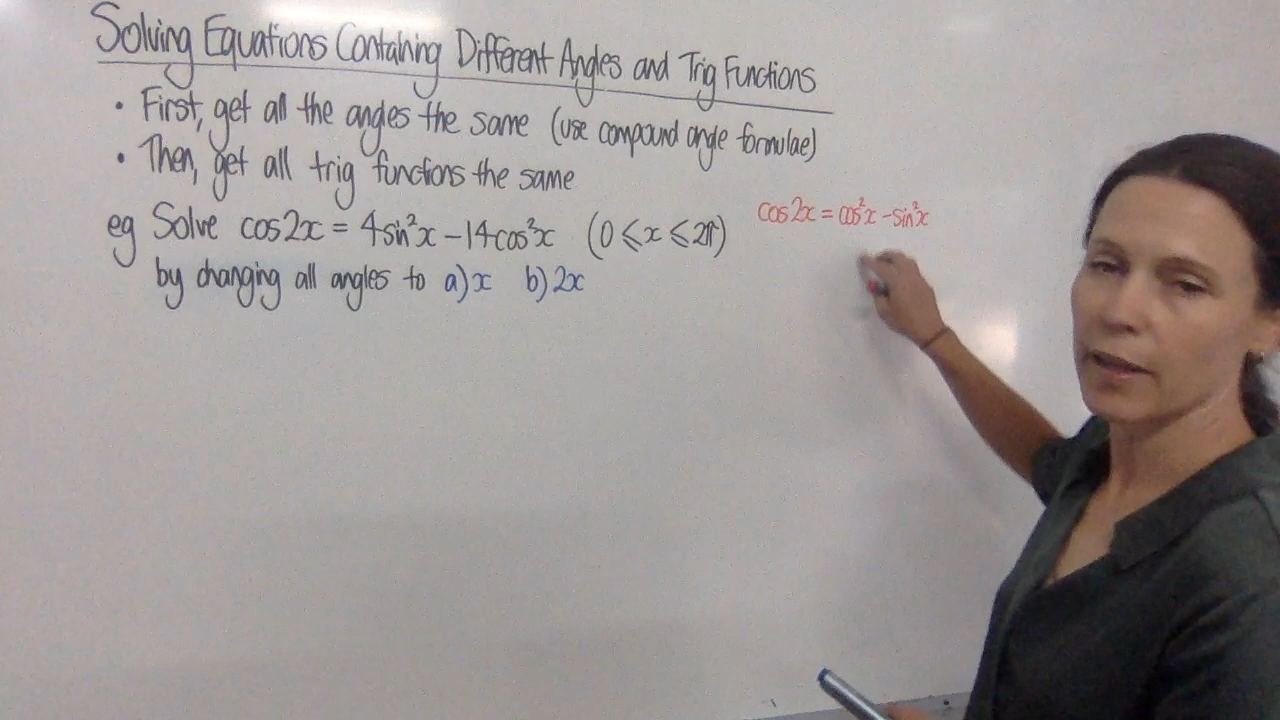 Solving Equations Containing Different Angles and Trig Functions
• First, get all the angles the same (use compound angle formulae)
• Then, get all trig functions the same
eg Solve cos2x = 4sin²x – 14cos²x (0 ⩽ x ⩽ 2π)
cos2x = cos²x – sin²x
by changing all angles to a) x b) 2x